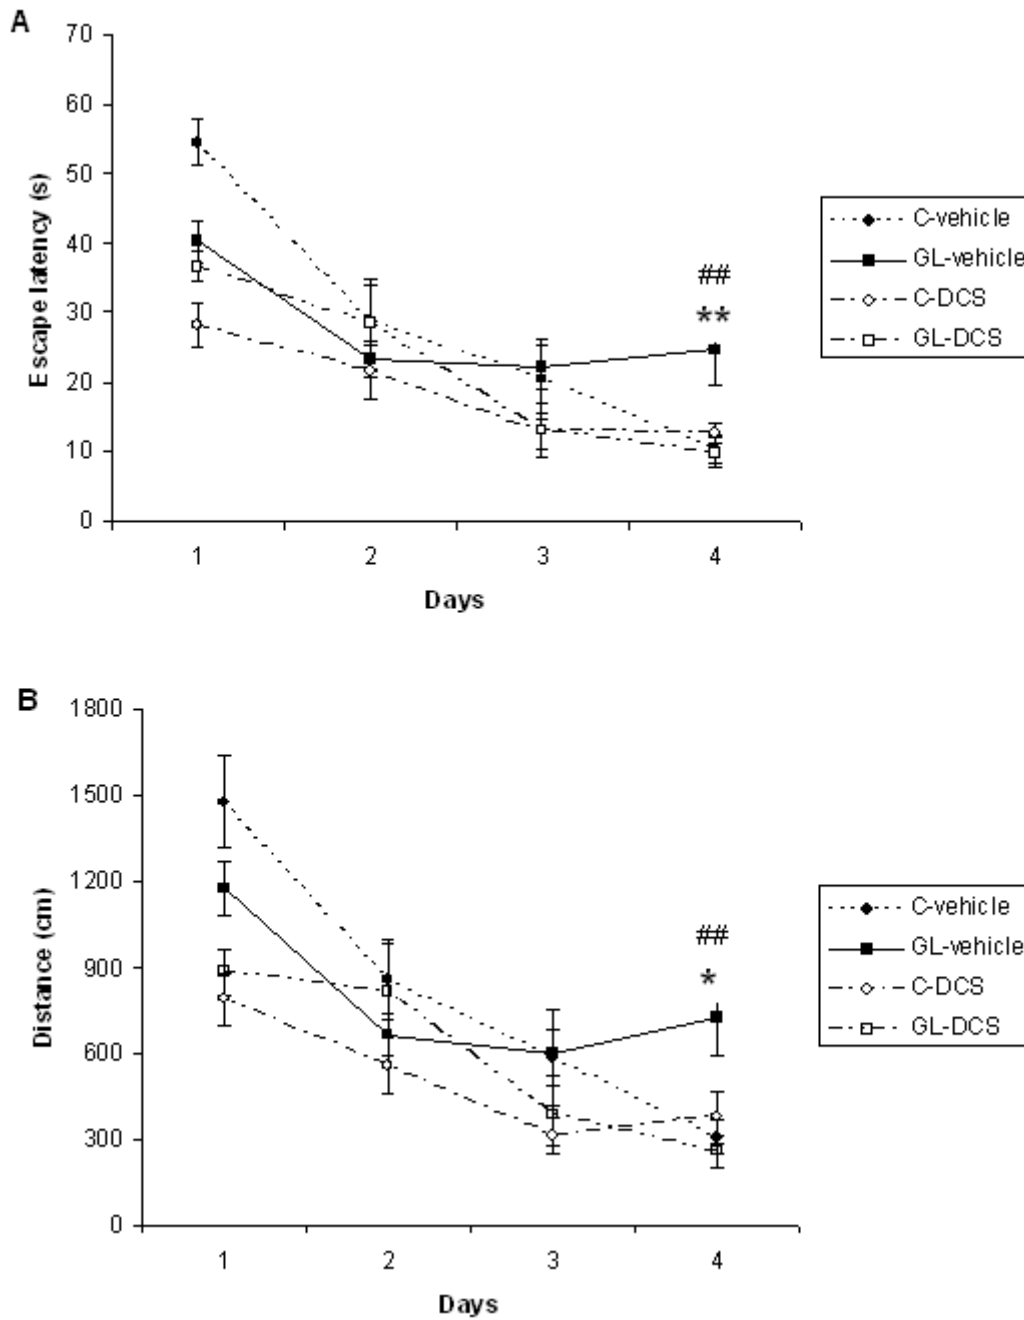 A
70
60
50
40
30
20
10
0
Escape latency (s)
1 2 3 4
Days
##
**
C-vehicle
GL-vehicle
C-DCS
GL-DCS
B
1800
1500
1200
900
600
300
0
Distance (cm)
1 2 3 4
Days
##
*
C-vehicle
GL-vehicle
C-DCS
GL-DCS